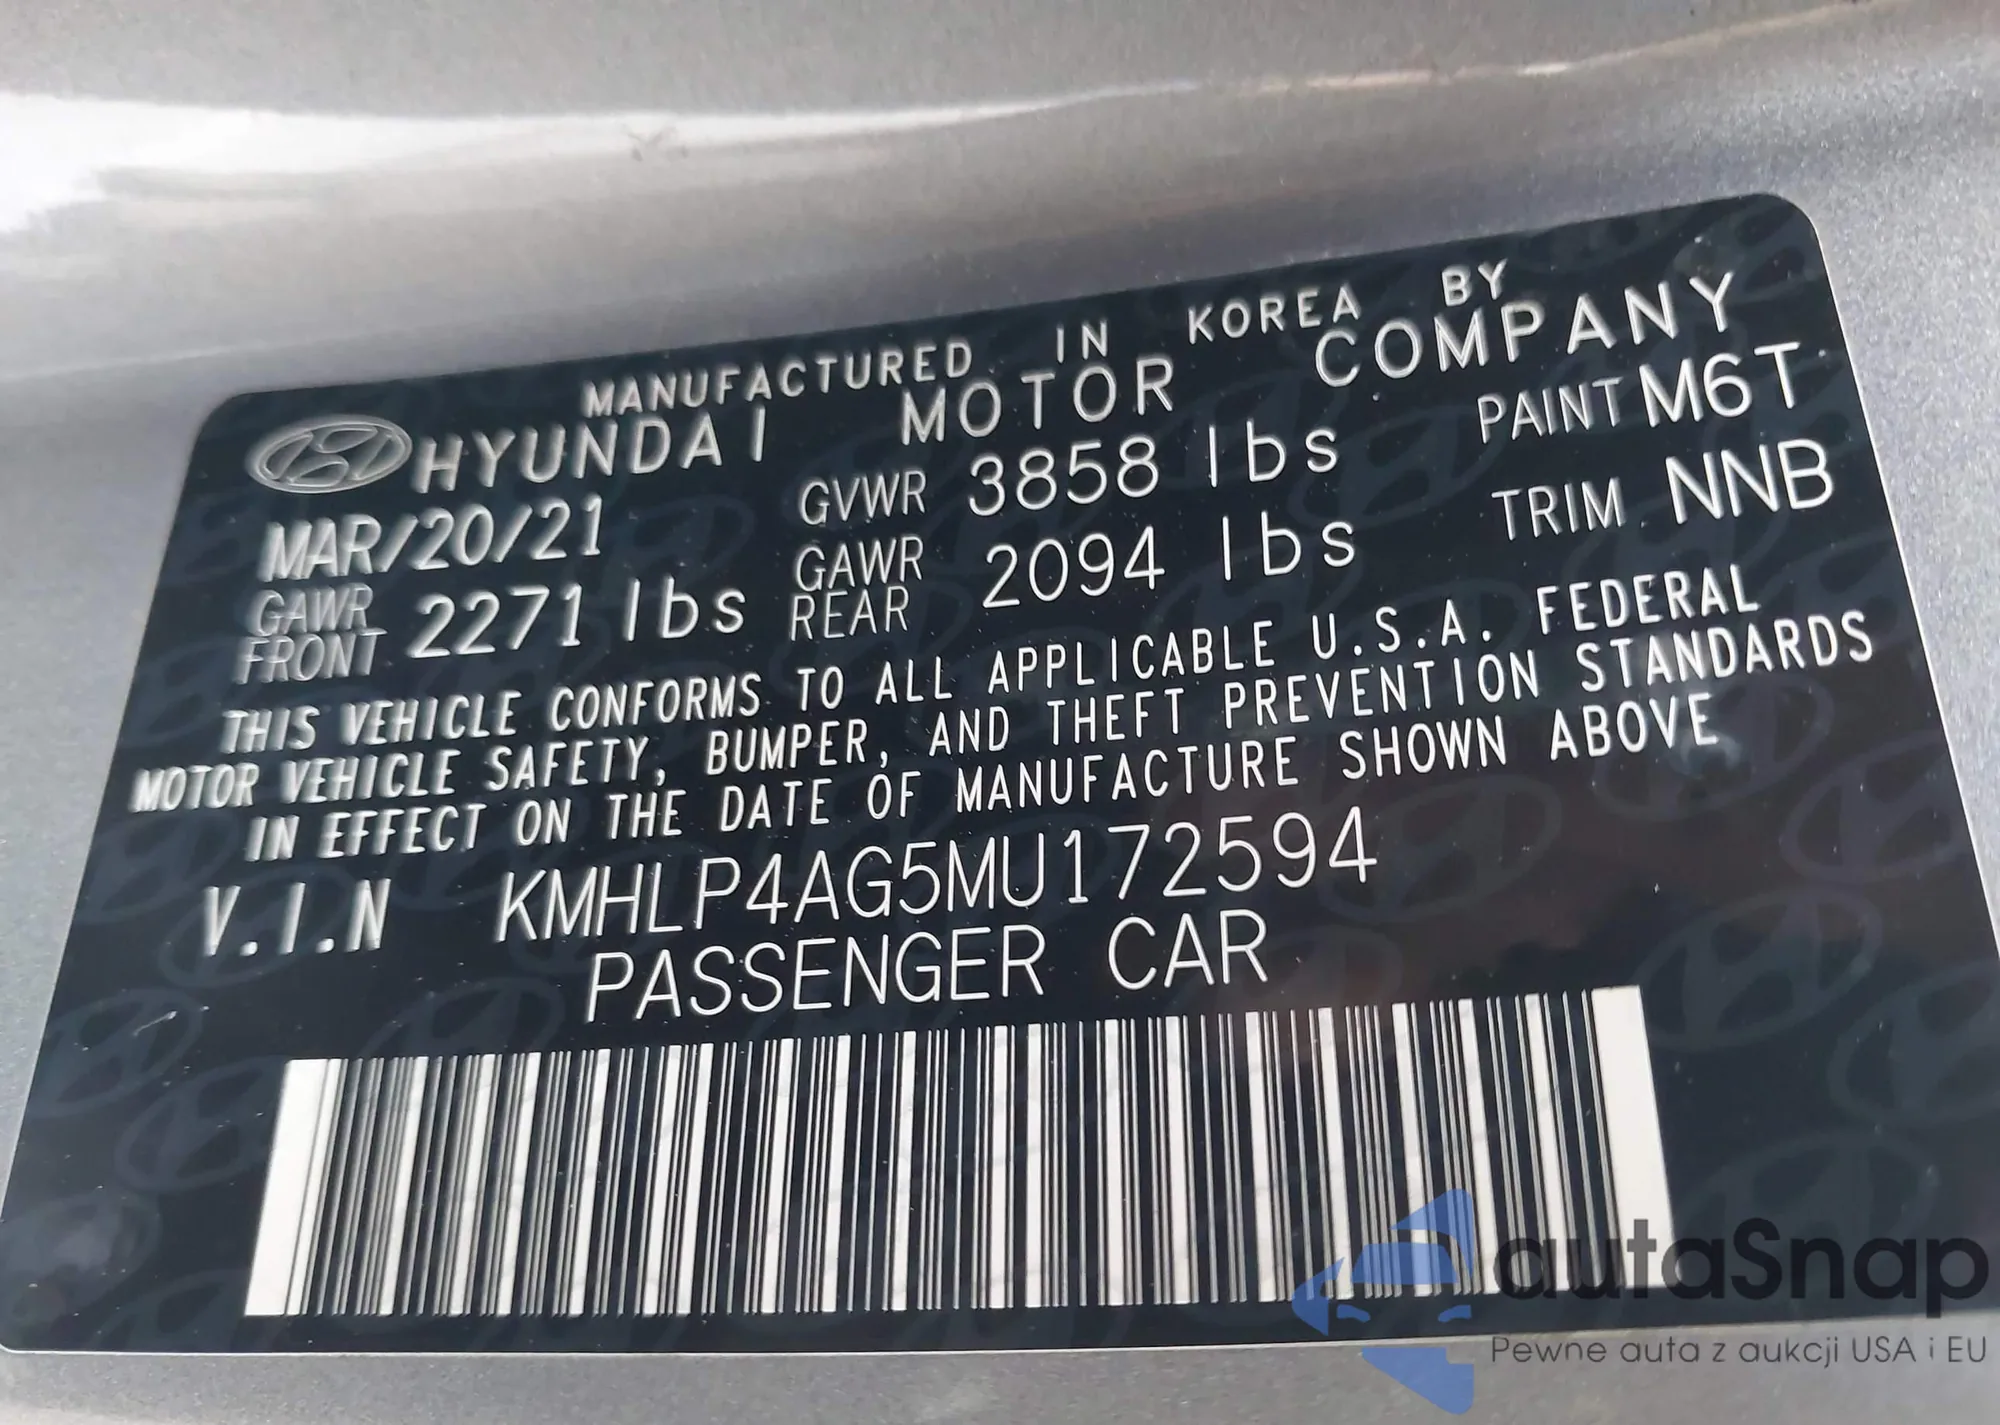 MANUFACTURED IN KOREA BY
HYUNDAI MOTOR COMPANY
MAR/20/21 GVWR 3858 lbs PAINT M6T
GAWR FRONT 2271 lbs GAWR REAR 2094 lbs TRIM NNB
THIS VEHICLE CONFORMS TO ALL APPLICABLE U.S.A. FEDERAL
MOTOR VEHICLE SAFETY, BUMPER, AND THEFT PREVENTION STANDARDS
IN EFFECT ON THE DATE OF MANUFACTURE SHOWN ABOVE
V.I.N KMHLP4AG5MU172594
PASSENGER CAR
autaSnap
Pewne auta z aukcji USA i EU